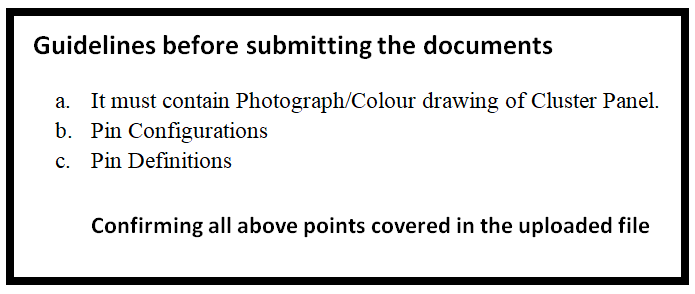 Guidelines before submitting the documents
a. It must contain Photograph/Colour drawing of Cluster Panel.
b. Pin Configurations
c. Pin Definitions
Confirming all above points covered in the uploaded file